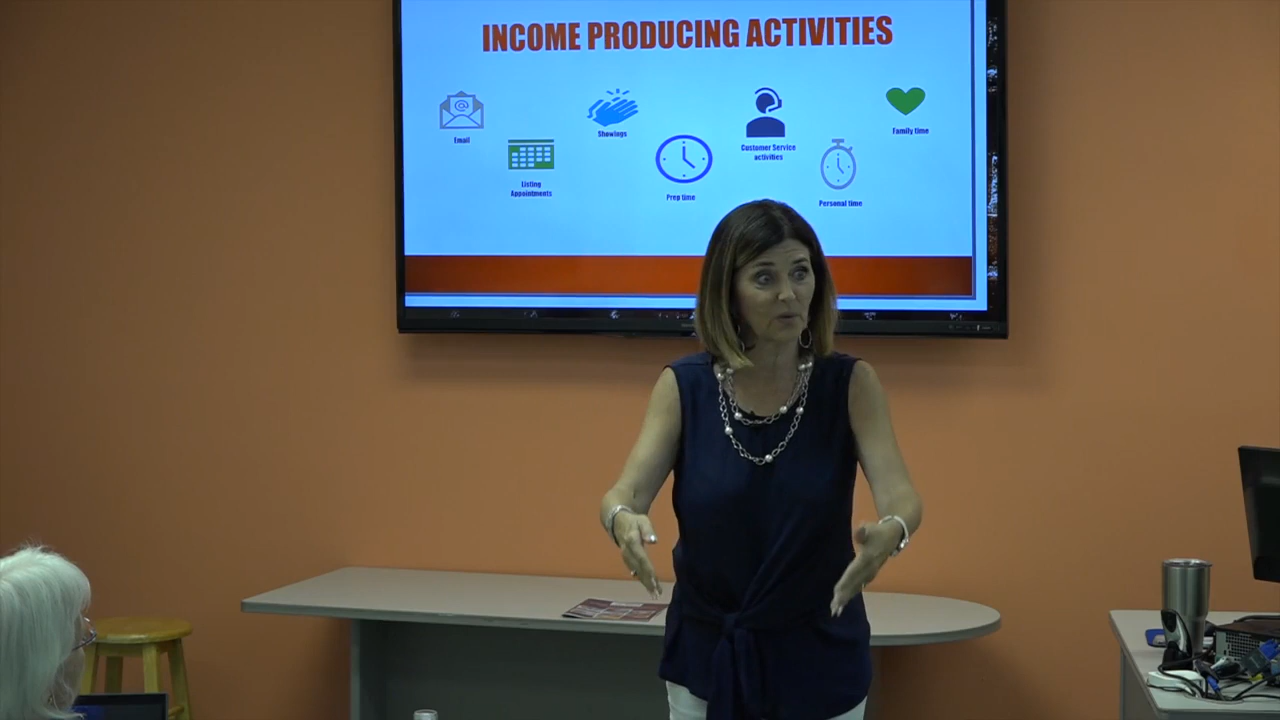 INCOME PRODUCING ACTIVITIES
@
Email
Listing
Appointments
Showings
Prep time
Customer Service
activities
Personal time
Family time